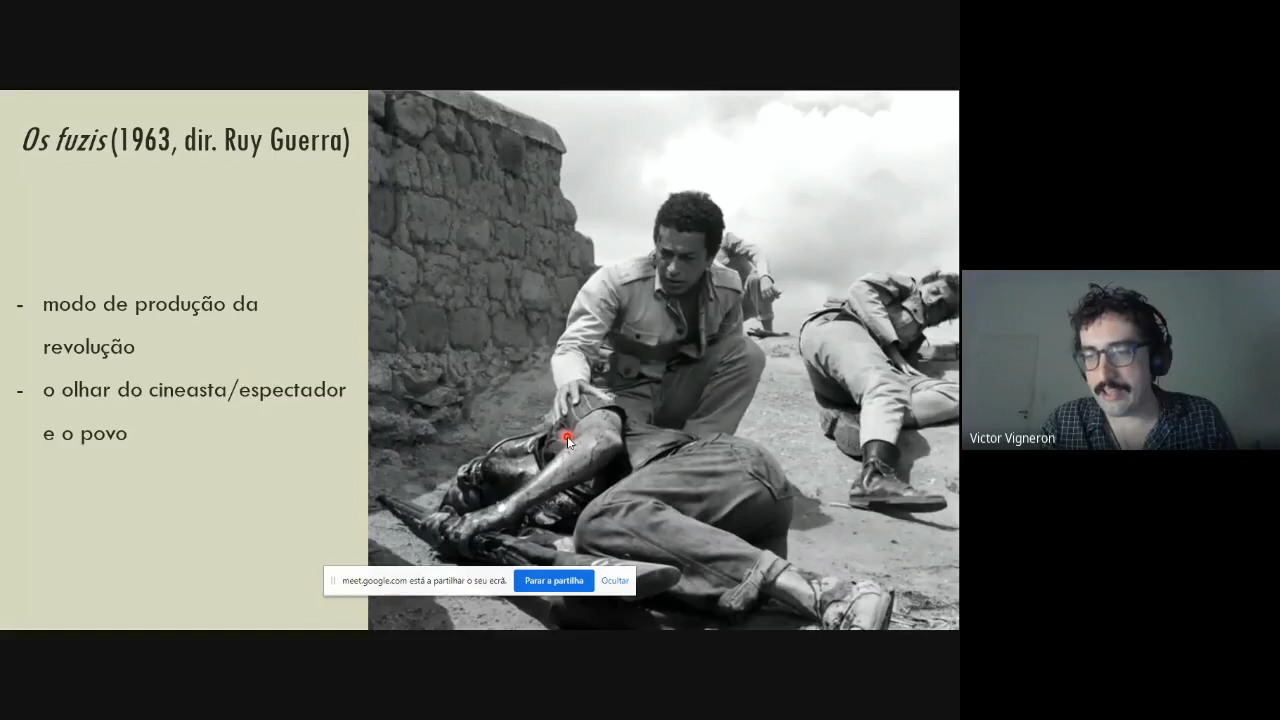 Os fuzis (1963, dir. Ruy Guerra)
- modo de produção da
revolução
- o olhar do cineasta/espectador
e o povo
meet.google.com está a partilhar o seu ecrã.
Parar a partilha
Ocultar
Victor Vigneron